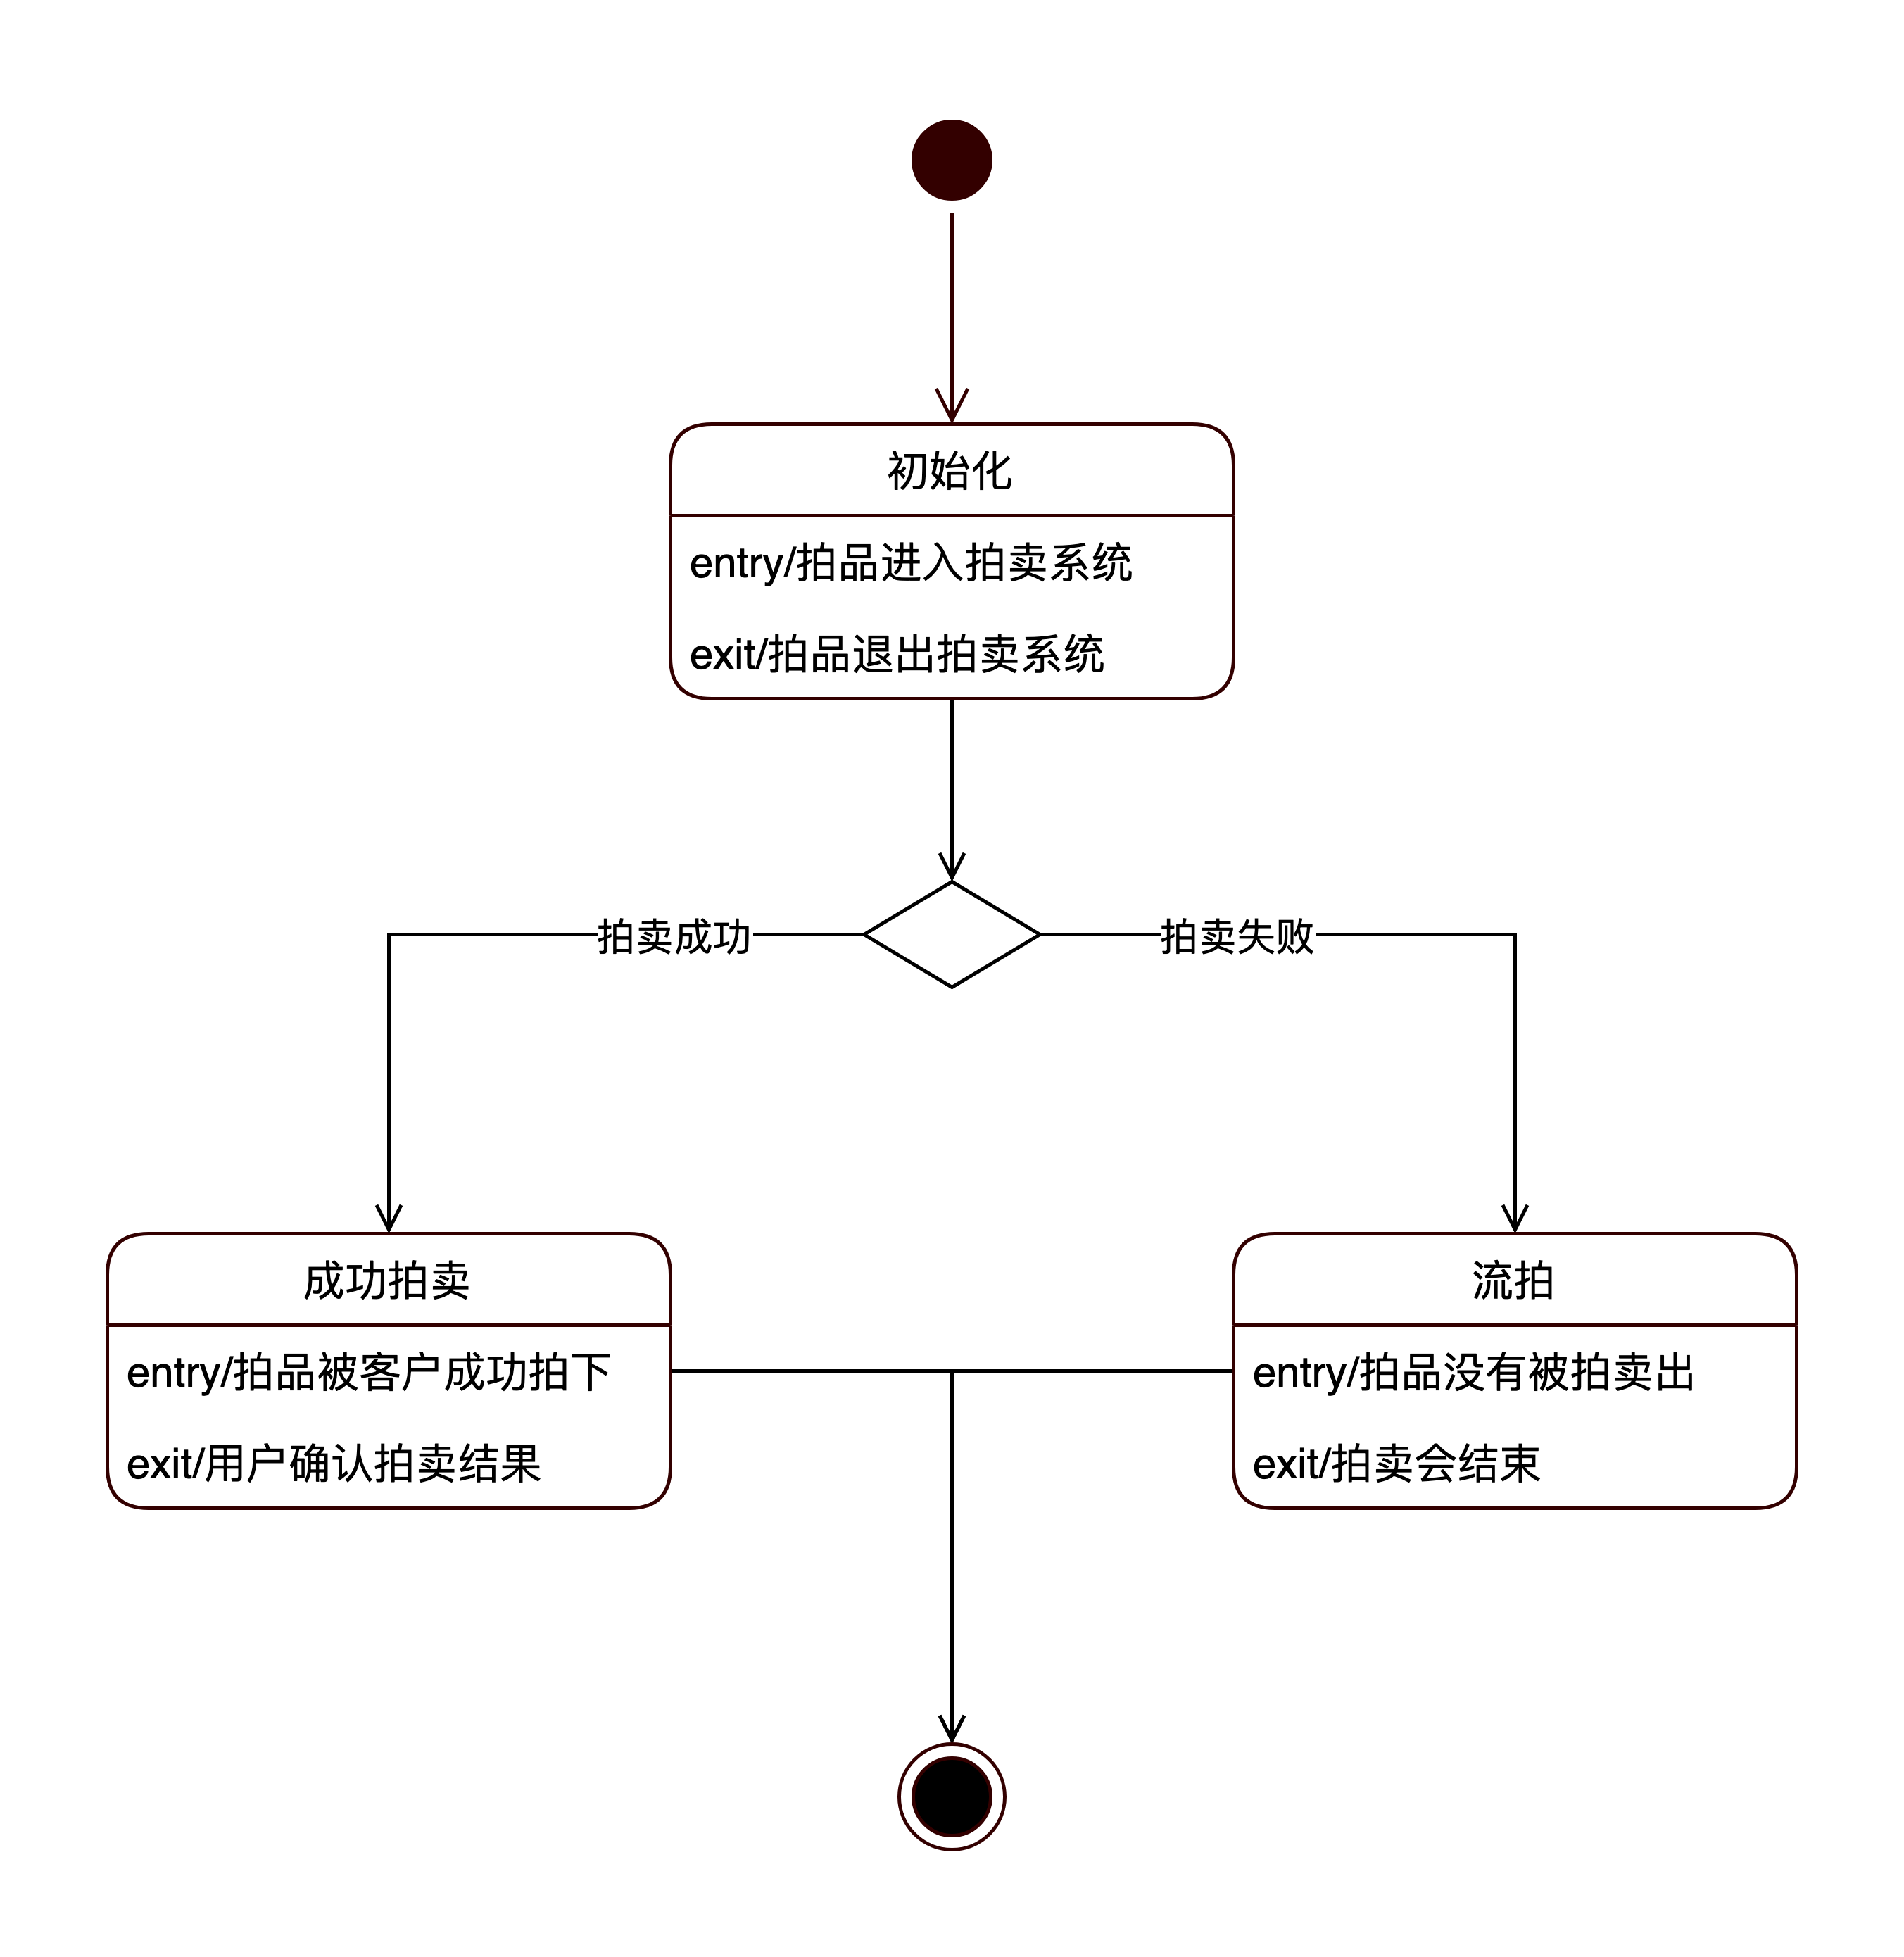 初始化
entry/拍品进入拍卖系统
exit/拍品退出拍卖系统
拍卖成功
拍卖失败
成功拍卖
entry/拍品被客户成功拍下
exit/用户确认拍卖结果
流拍
entry/拍品没有被拍卖出
exit/拍卖会结束